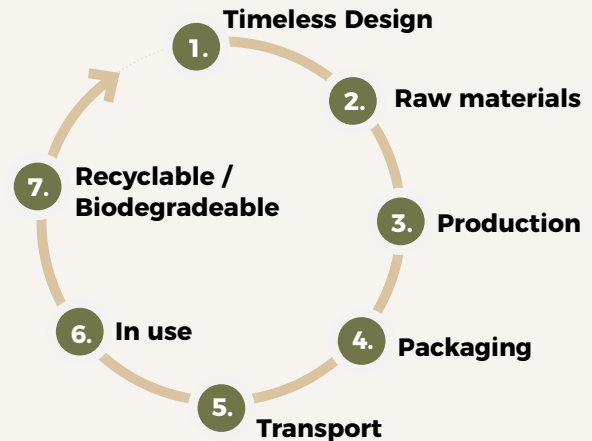 1. Timeless Design
2. Raw materials
3. Production
4. Packaging
5. Transport
6. In use
7. Recyclable /
Biodegradeable